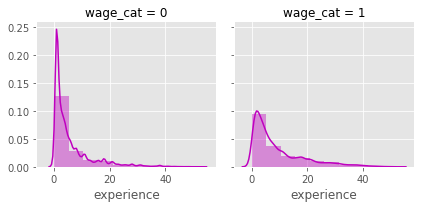 wage_cat = 0
wage_cat = 1
0.25
0.20
0.15
0.10
0.05
0.00
0 20 40
0 20 40
experience
experience